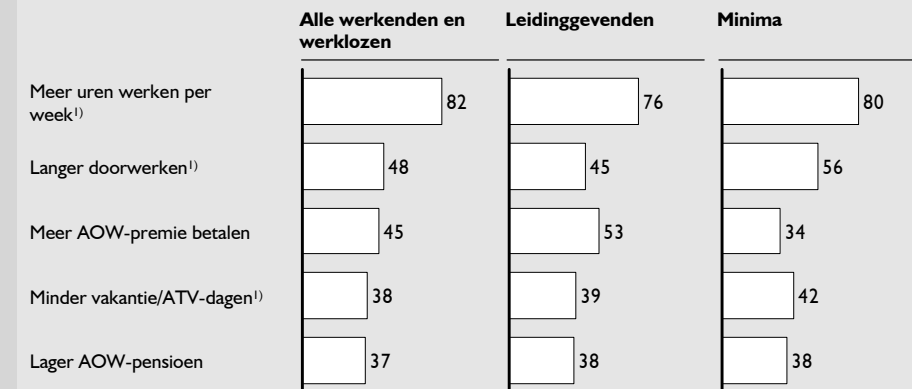 Alle werkenden en werklozen Leidinggevenden Minima
Meer uren werken per week¹⁾ 82 76 80
Langer doorwerken¹⁾ 48 45 56
Meer AOW-premie betalen 45 53 34
Minder vakantie/ATV-dagen¹⁾ 38 39 42
Lager AOW-pensioen 37 38 38